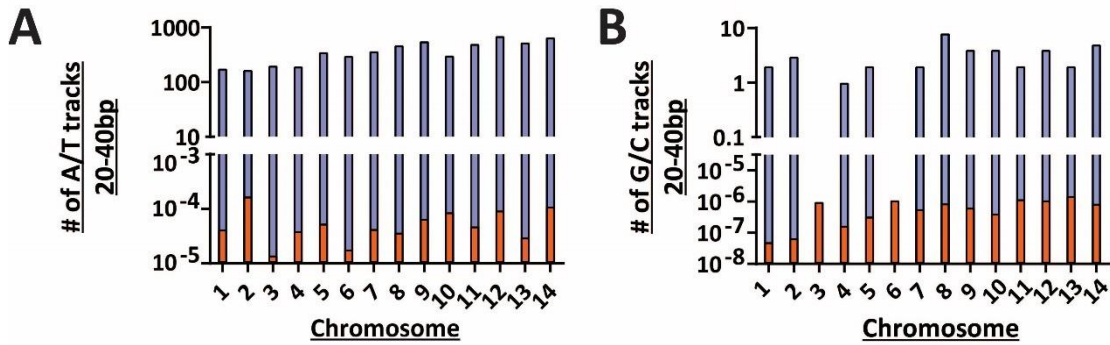 A
# of A/T tracks
20-40bp
1000
100
10
10-3
10-4
10-5
1 2 3 4 5 6 7 8 9 10 11 12 13 14
Chromosome
B
# of G/C tracks
20-40bp
10
1
0.1
10-5
10-6
10-7
10-8
1 2 3 4 5 6 7 8 9 10 11 12 13 14
Chromosome